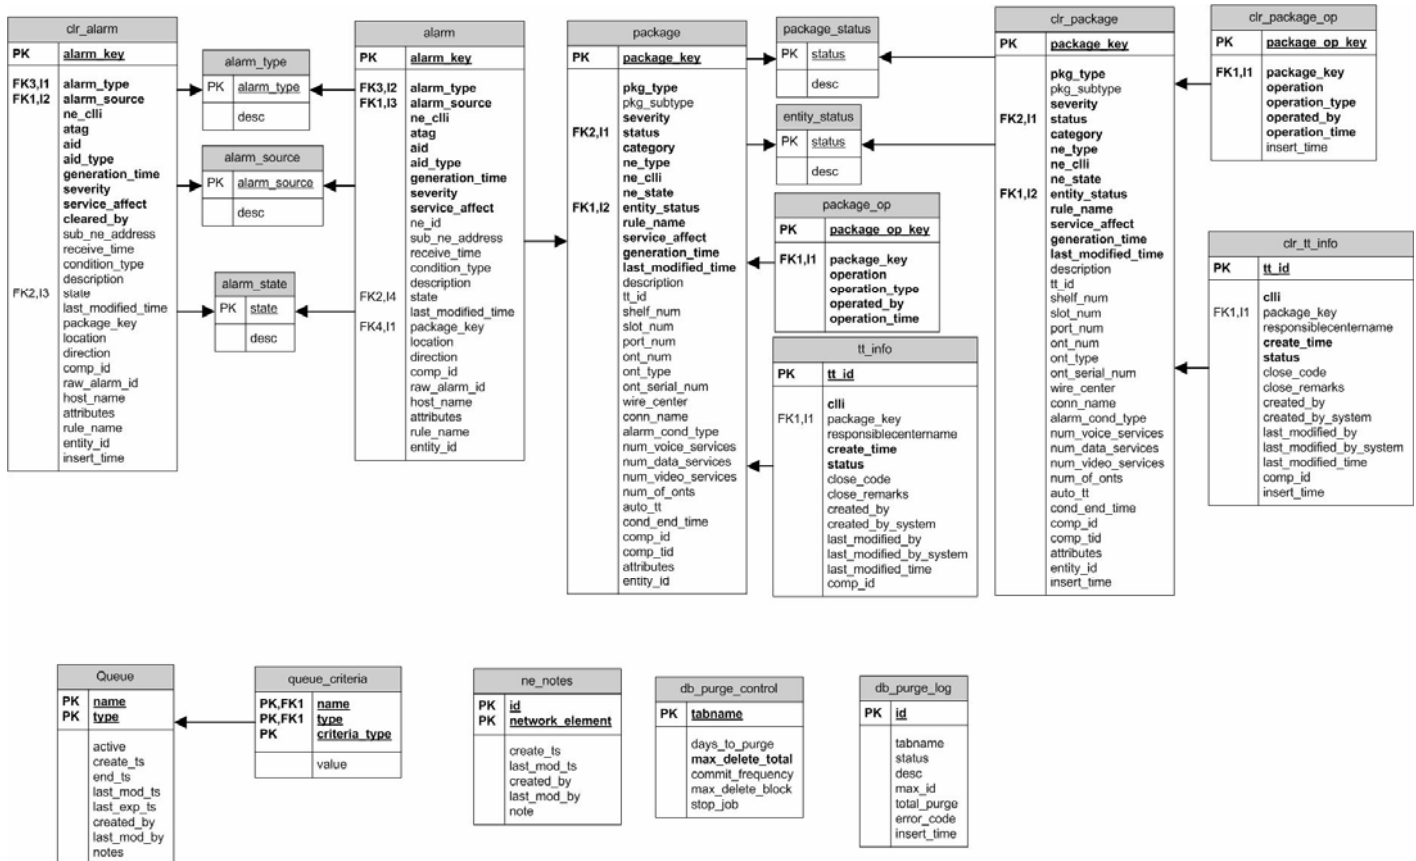 clr_alarm
PK alarm_key
FK3,I1 alarm_type
FK1,I2 alarm_source
ne_clli
atag
aid
aid_type
generation_time
severity
service_affect
cleared_by
sub_ne_address
receive_time
condition_type
description
FK2,I3 state
last_modified_time
package_key
location
direction
comp_id
raw_alarm_id
host_name
attributes
rule_name
entity_id
insert_time
alarm_type
PK alarm_type
desc
alarm_source
PK alarm_source
desc
alarm_state
PK state
desc
alarm
PK alarm_key
FK3,I2 alarm_type
FK1,I3 alarm_source
ne_clli
atag
aid
aid_type
generation_time
severity
service_affect
ne_id
sub_ne_address
receive_time
condition_type
description
FK2,I4 state
last_modified_time
FK4,I1 package_key
location
direction
comp_id
raw_alarm_id
host_name
attributes
rule_name
entity_id
package
PK package_key
pkg_type
pkg_subtype
severity
FK2,I1 status
category
ne_type
ne_clli
ne_state
FK1,I2 entity_status
rule_name
service_affect
generation_time
last_modified_time
description
tt_id
shelf_num
slot_num
port_num
ont_num
ont_type
ont_serial_num
wire_center
conn_name
alarm_cond_type
num_voice_services
num_data_services
num_video_services
num_of_onts
auto_tt
cond_end_time
comp_id
comp_tid
attributes
entity_id
package_status
PK status
desc
entity_status
PK status
desc
package_op
PK package_op_key
FK1,I1 package_key
operation
operation_type
operated_by
operation_time
tt_info
PK tt_id
clli
FK1,I1 package_key
responsiblecentername
create_time
status
close_code
close_remarks
created_by
created_by_system
last_modified_by
last_modified_by_system
last_modified_time
comp_id
clr_package
PK package_key
pkg_type
pkg_subtype
severity
FK2,I1 status
category
ne_type
ne_clli
ne_state
FK1,I2 entity_status
rule_name
service_affect
generation_time
last_modified_time
description
tt_id
shelf_num
slot_num
port_num
ont_num
ont_type
ont_serial_num
wire_center
conn_name
alarm_cond_type
num_voice_services
num_data_services
num_video_services
num_of_onts
auto_tt
cond_end_time
comp_id
comp_tid
attributes
entity_id
insert_time
clr_package_op
PK package_op_key
FK1,I1 package_key
operation
operation_type
operated_by
operation_time
insert_time
clr_tt_info
PK tt_id
clli
FK1,I1 package_key
responsiblecentername
create_time
status
close_code
close_remarks
created_by
created_by_system
last_modified_by
last_modified_by_system
last_modified_time
comp_id
insert_time
Queue
PK name
PK type
active
create_ts
end_ts
last_mod_ts
last_exp_ts
created_by
last_mod_by
notes
queue_criteria
PK,FK1 name
PK,FK1 type
PK criteria_type
value
ne_notes
PK id
PK network_element
create_ts
last_mod_ts
created_by
last_mod_by
note
db_purge_control
PK tabname
days_to_purge
max_delete_total
commit_frequency
max_delete_block
stop_job
db_purge_log
PK id
tabname
status
desc
max_id
total_purge
error_code
insert_time